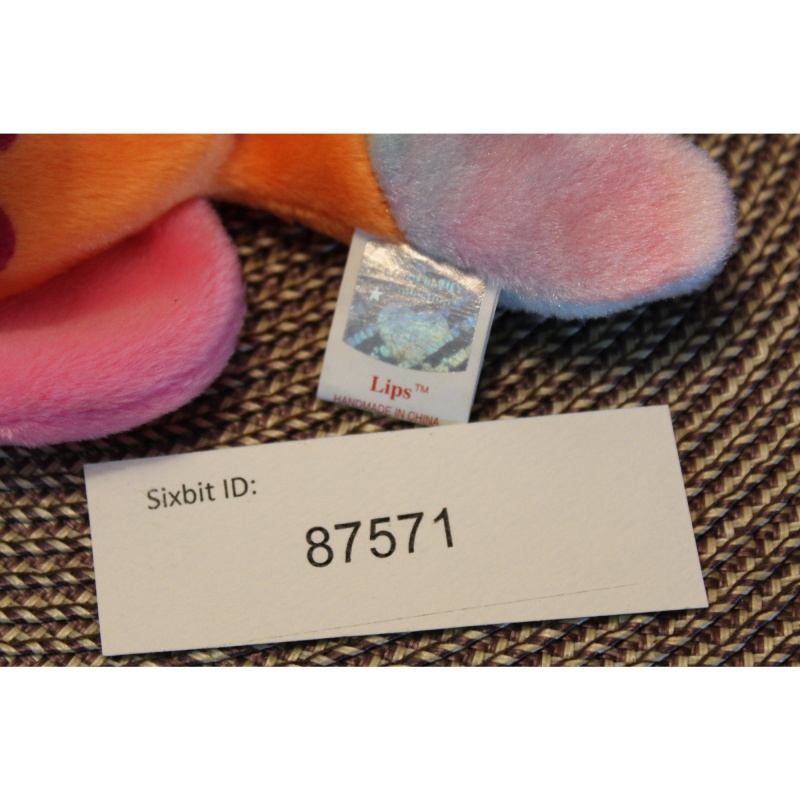 Lips™
HANDMADE IN CHINA
Sixbit ID:
87571